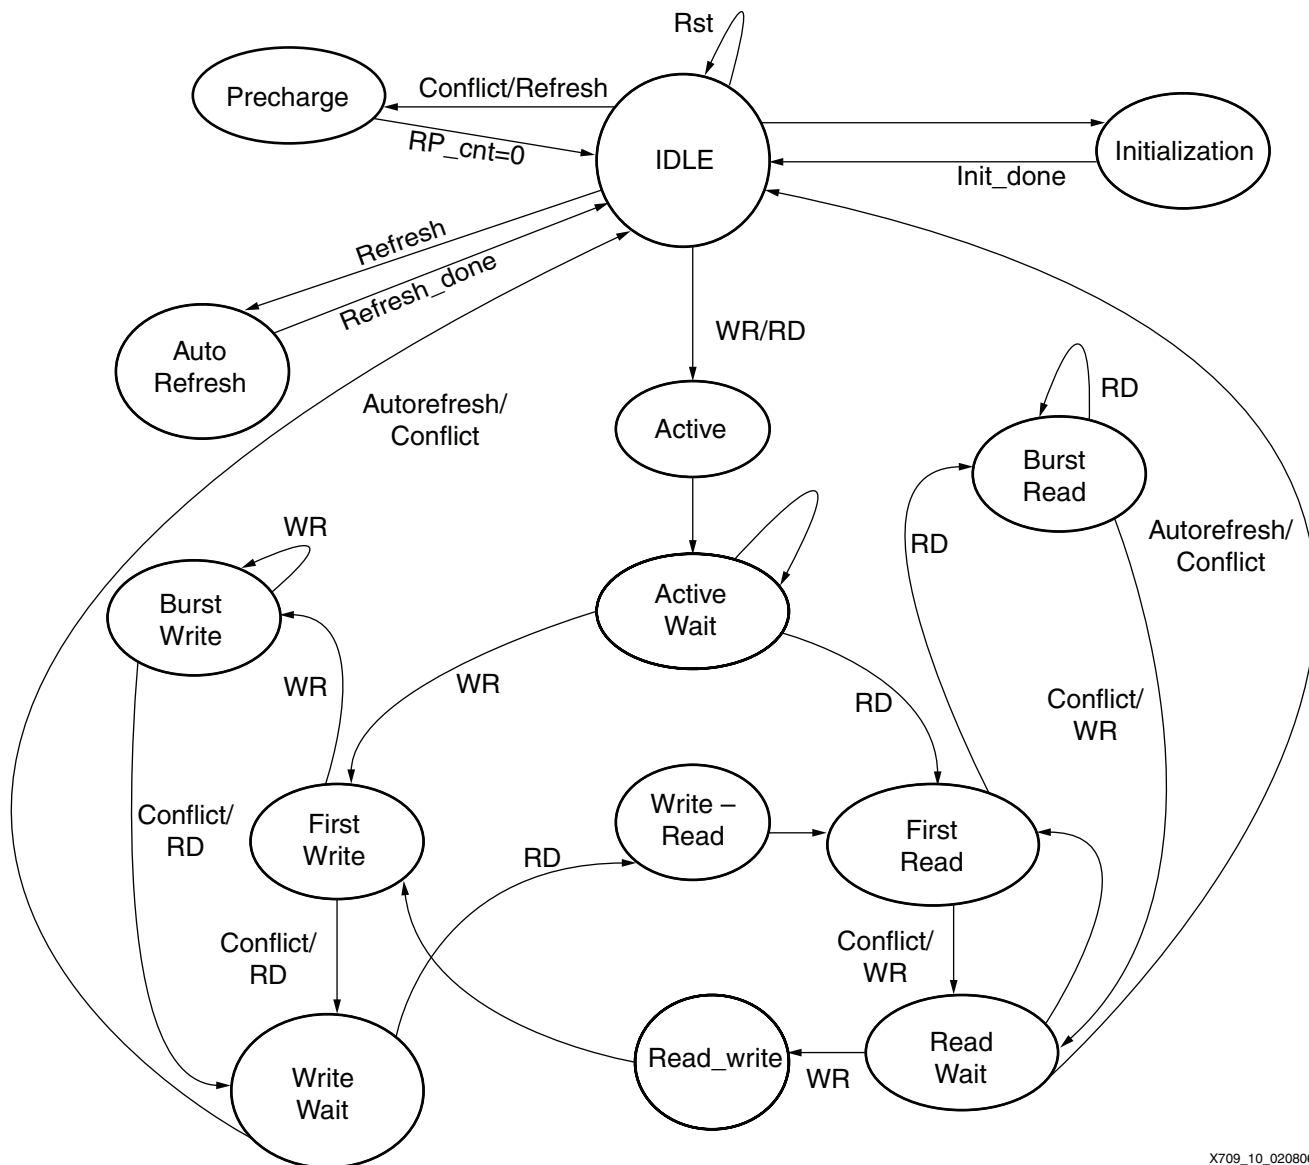 Rst
Precharge
Conflict/Refresh
RP_cnt=0
IDLE
Initialization
Init_done
Refresh
Refresh_done
Auto
Refresh
WR/RD
Autorefresh/
Conflict
Active
RD
Burst
Read
WR
Burst
Write
Active
Wait
RD
Autorefresh/
Conflict
WR
WR
RD
Conflict/
WR
Conflict/
RD
First
Write
Write –
Read
First
Read
RD
Conflict/
RD
Conflict/
WR
Write
Wait
Read_write
WR
Read
Wait
X709_10_020806